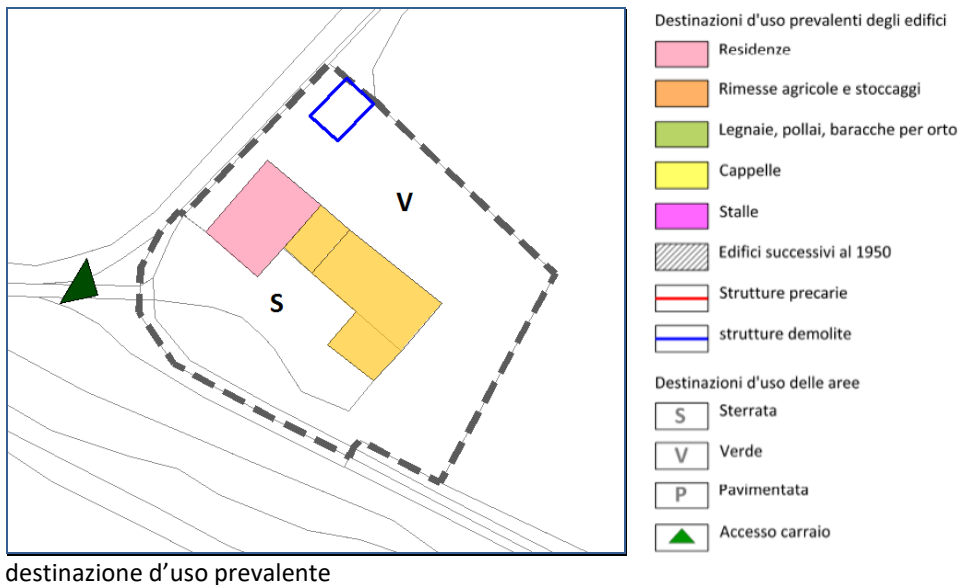 V
S
destinazione d'uso prevalente
Destinazioni d'uso prevalenti degli edifici
Residenze
Rimesse agricole e stoccaggi
Legnaie, pollai, baracche per orto
Cappelle
Stalle
Edifici successivi al 1950
Strutture precarie
strutture demolite
Destinazioni d'uso delle aree
S Sterrata
V Verde
P Pavimentata
Accesso carraio